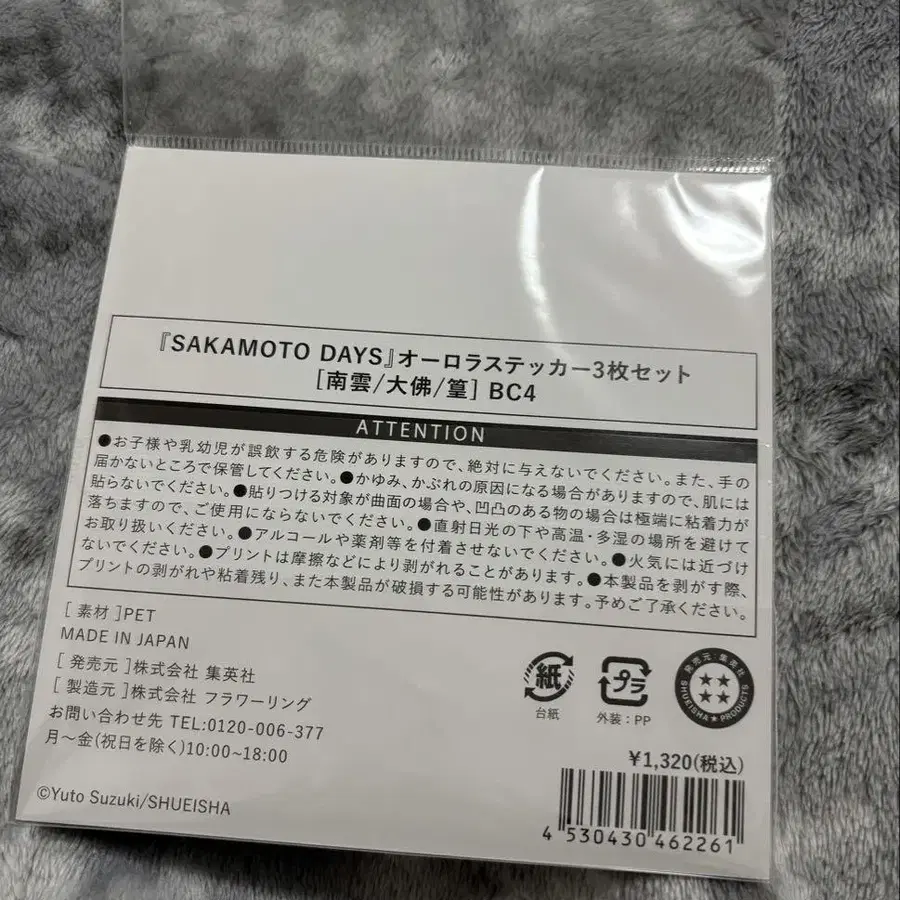 『SAKAMOTO DAYS』オーロラステッカー3枚セット
[南雲/大佛/篁] BC4
ATTENTION
●お子様や乳幼児が誤飲する危険がありますので、絶対に与えないでください。また、手の
届かないところで保管してください。●かゆみ、かぶれの原因になる場合がありますので、肌には
貼らないでください。●貼りつける対象が曲面の場合や、凹凸のある物の場合は極端に粘着力が
落ちますので、ご使用にならないでください。●直射日光の下や高温・多湿の場所を避けて
お取り扱いください。●アルコールや薬剤等を付着させないでください。●火気には近づけ
ないでください。●プリントは摩擦などにより剥がれることがあります。●本製品を剥がす際、
プリントの剥がれや粘着残り、また本製品が破損する可能性があります。予めご了承ください。
[ 素材 ]PET
MADE IN JAPAN
[ 発売元 ]株式会社 集英社
[ 製造元 ]株式会社 フラワーリング
お問い合わせ先 TEL:0120-006-377
月〜金(祝日を除く)10:00~18:00
©Yuto Suzuki/SHUEISHA
紙
台紙
プラ
外装:PP
発売元:集英社
SHUEISHA★PRODUCTS
¥1,320(税込)
4 530430 462261